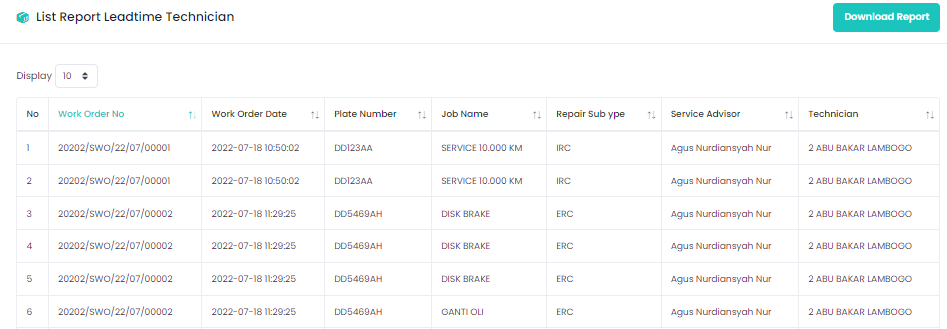 List Report Leadtime Technician
Download Report
Display 10
No Work Order No Work Order Date Plate Number Job Name Repair Sub ype Service Advisor Technician
1 20202/SWO/22/07/00001 2022-07-18 10:50:02 DD123AA SERVICE 10.000 KM IRC Agus Nurdiansyah Nur 2 ABU BAKAR LAMBOGO
2 20202/SWO/22/07/00001 2022-07-18 10:50:02 DD123AA SERVICE 10.000 KM IRC Agus Nurdiansyah Nur 2 ABU BAKAR LAMBOGO
3 20202/SWO/22/07/00002 2022-07-18 11:29:25 DD5469AH DISK BRAKE ERC Agus Nurdiansyah Nur 2 ABU BAKAR LAMBOGO
4 20202/SWO/22/07/00002 2022-07-18 11:29:25 DD5469AH DISK BRAKE ERC Agus Nurdiansyah Nur 2 ABU BAKAR LAMBOGO
5 20202/SWO/22/07/00002 2022-07-18 11:29:25 DD5469AH DISK BRAKE ERC Agus Nurdiansyah Nur 2 ABU BAKAR LAMBOGO
6 20202/SWO/22/07/00002 2022-07-18 11:29:25 DD5469AH GANTI OLI ERC Agus Nurdiansyah Nur 2 ABU BAKAR LAMBOGO